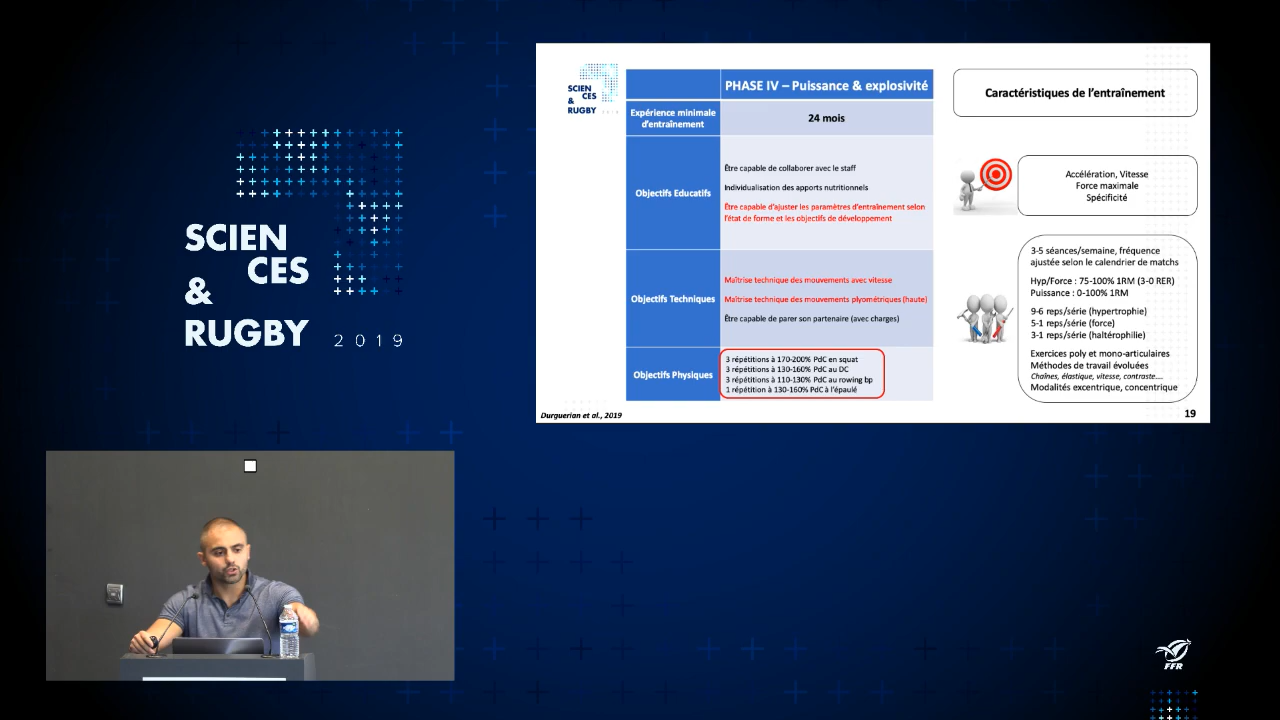 SCIEN
CES
&
RUGBY 2019
SCIEN
CES
&
RUGBY 2019
PHASE IV – Puissance & explosivité
Expérience minimale
d'entraînement
24 mois
Objectifs Educatifs
Être capable de collaborer avec le staff
Individualisation des apports nutritionnels
Être capable d'ajuster les paramètres d'entraînement selon
l'état de forme et les objectifs de développement
Objectifs Techniques
Maîtrise technique des mouvements avec vitesse
Maîtrise technique des mouvements plyométriques (haute)
Être capable de parer son partenaire (avec charges)
Objectifs Physiques
3 répétitions à 170-200% PdC en squat
3 répétitions à 130-160% PdC au DC
3 répétitions à 110-130% PdC au rowing bp
1 répétition à 130-160% PdC à l'épaulé
Caractéristiques de l'entraînement
Accélération, Vitesse
Force maximale
Spécificité
3-5 séances/semaine, fréquence
ajustée selon le calendrier de matchs
Hyp/Force : 75-100% 1RM (3-0 RER)
Puissance : 0-100% 1RM
9-6 reps/série (hypertrophie)
5-1 reps/série (force)
3-1 reps/série (haltérophilie)
Exercices poly et mono-articulaires
Méthodes de travail évoluées
Chaînes, élastique, vitesse, contraste....
Modalités excentrique, concentrique
Durguerian et al., 2019
19
FFR